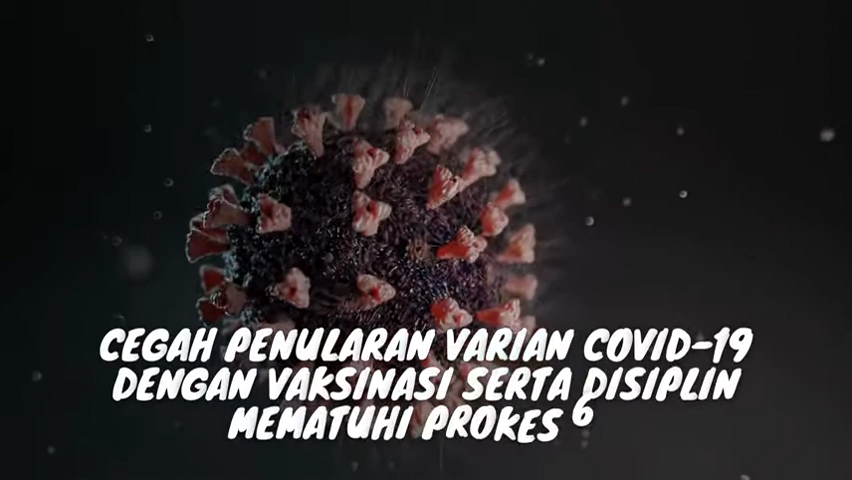 CEGAH PENULARAN VARIAN COVID-19
DENGAN VAKSINASI SERTA DISIPLIN
MEMATUHI PROKES 6